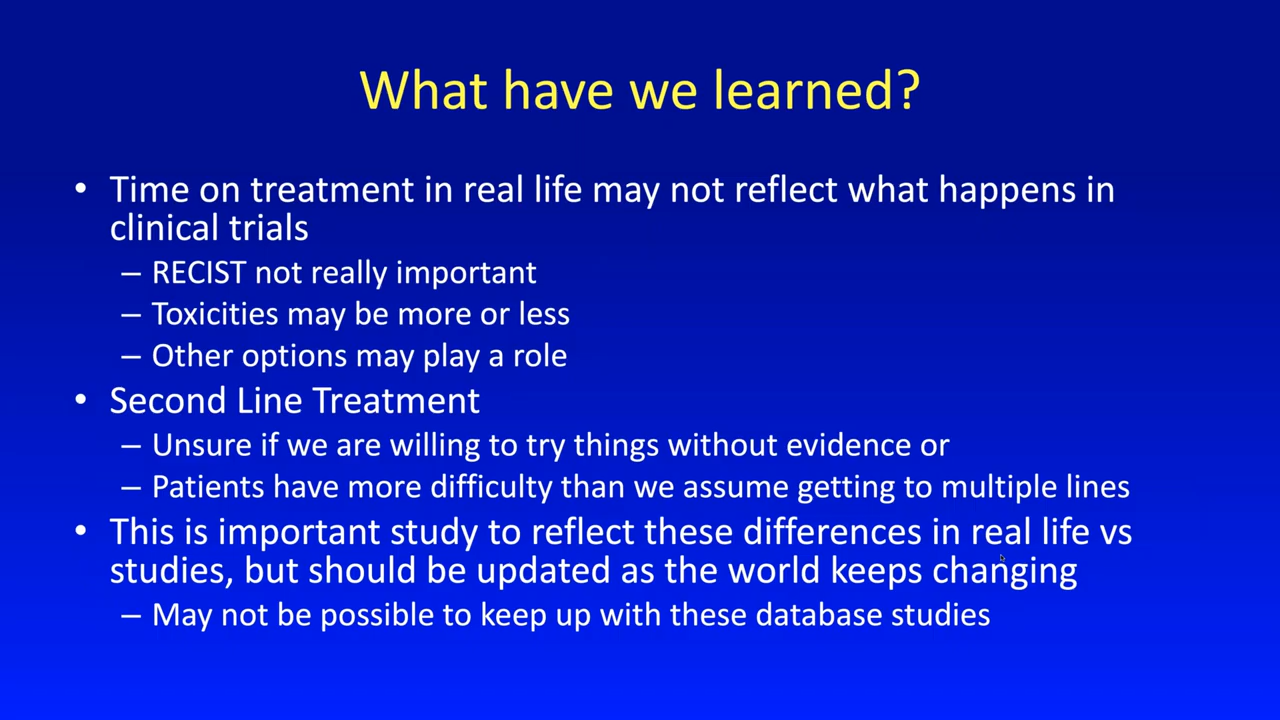 What have we learned?
• Time on treatment in real life may not reflect what happens in
clinical trials
– RECIST not really important
– Toxicities may be more or less
– Other options may play a role
• Second Line Treatment
– Unsure if we are willing to try things without evidence or
– Patients have more difficulty than we assume getting to multiple lines
• This is important study to reflect these differences in real life vs
studies, but should be updated as the world keeps changing
– May not be possible to keep up with these database studies